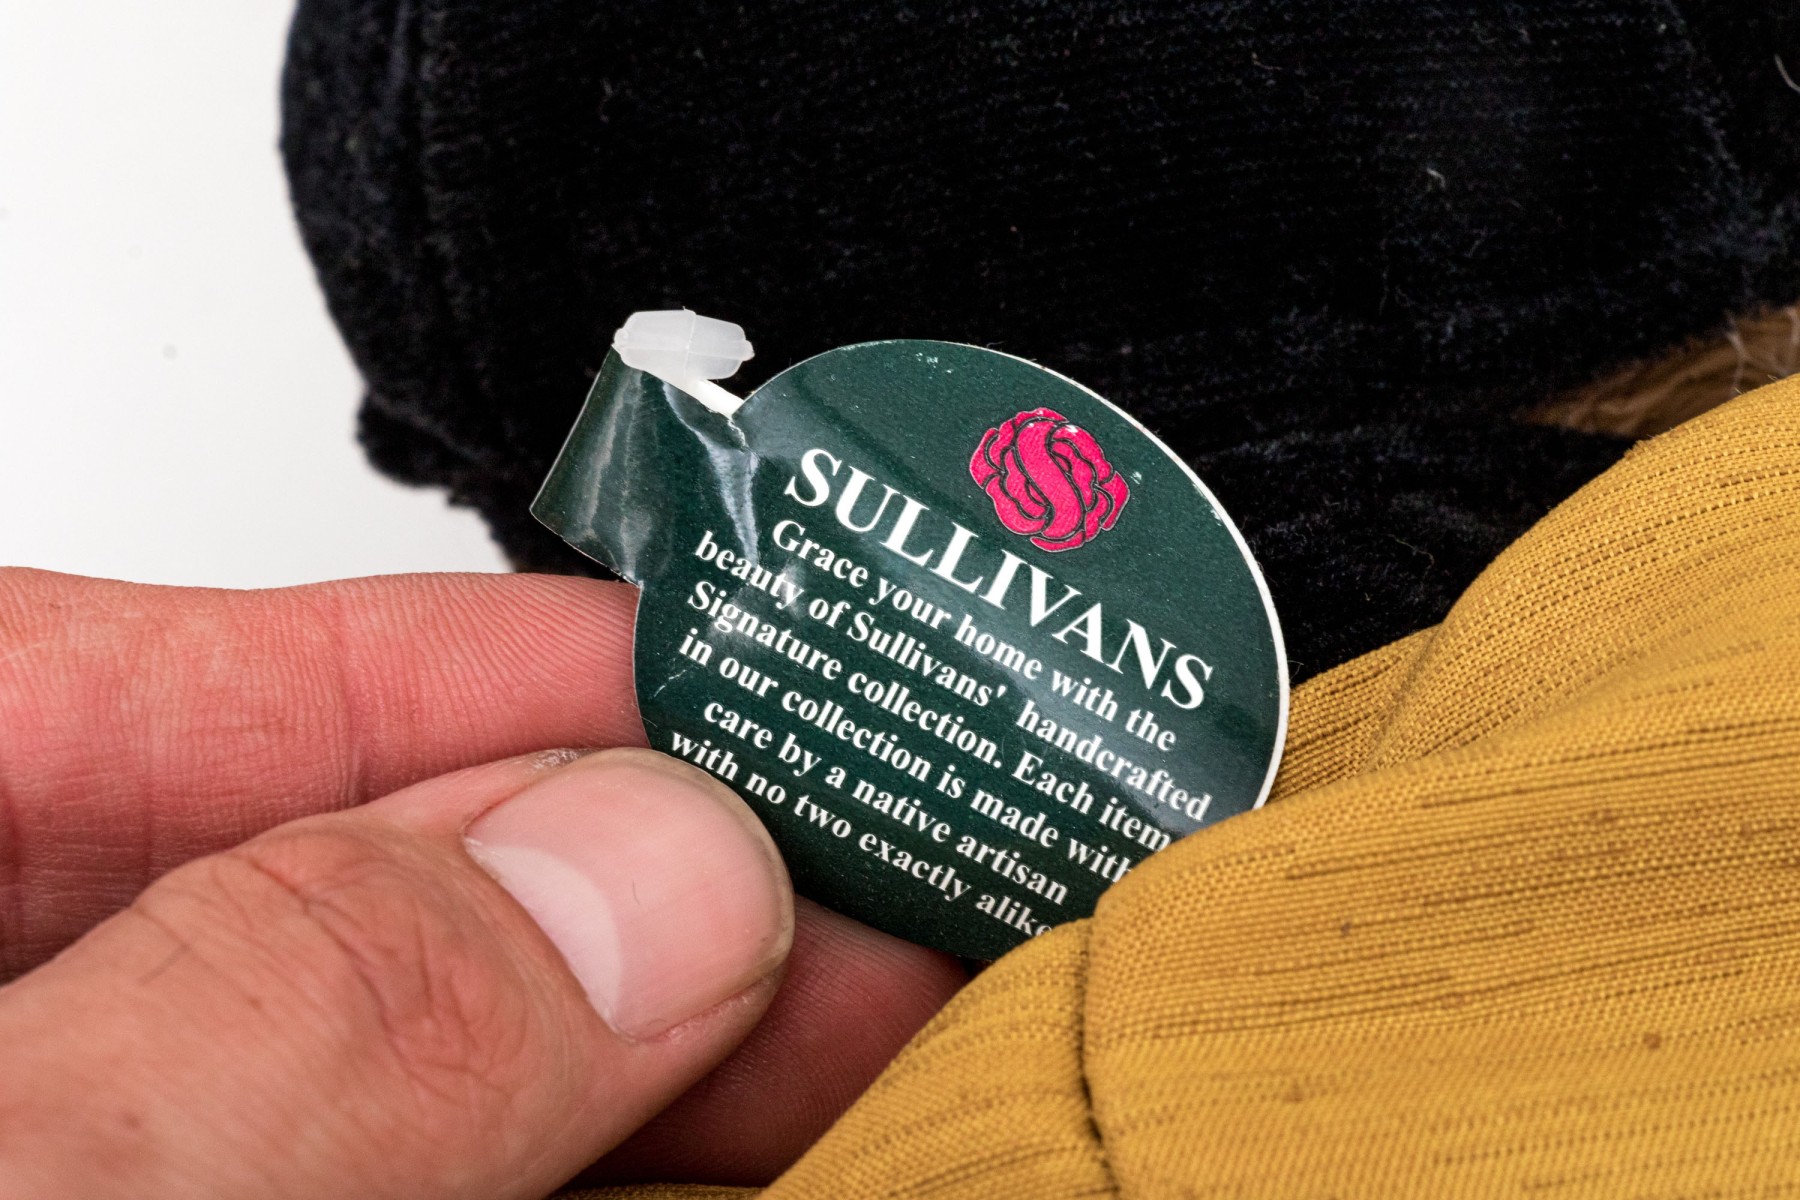 SULLIVANS
Grace your home with the
beauty of Sullivans' handcrafted
Signature collection. Each item
in our collection is made with
care by a native artisan
with no two exactly alike